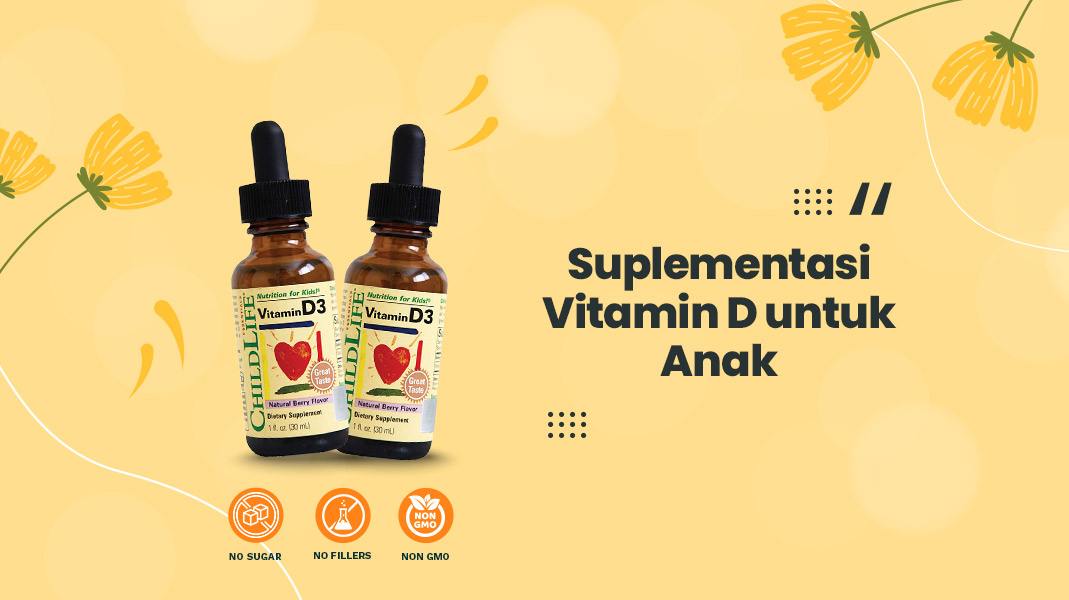 Suplementasi
Vitamin D untuk
Anak
Nutrition for Kids!
CHILDLIFE
Vitamin D3
Great
Taste
Natural Berry Flavor
Dietary Supplement
1 fl. oz. (30 mL)
Nutrition for Kids!
CHILDLIFE
Vitamin D3
Great
Taste
Natural Berry Flavor
Dietary Supplement
1 fl. oz. (30 mL)
NON
GMO
NO SUGAR
NO FILLERS
NON GMO